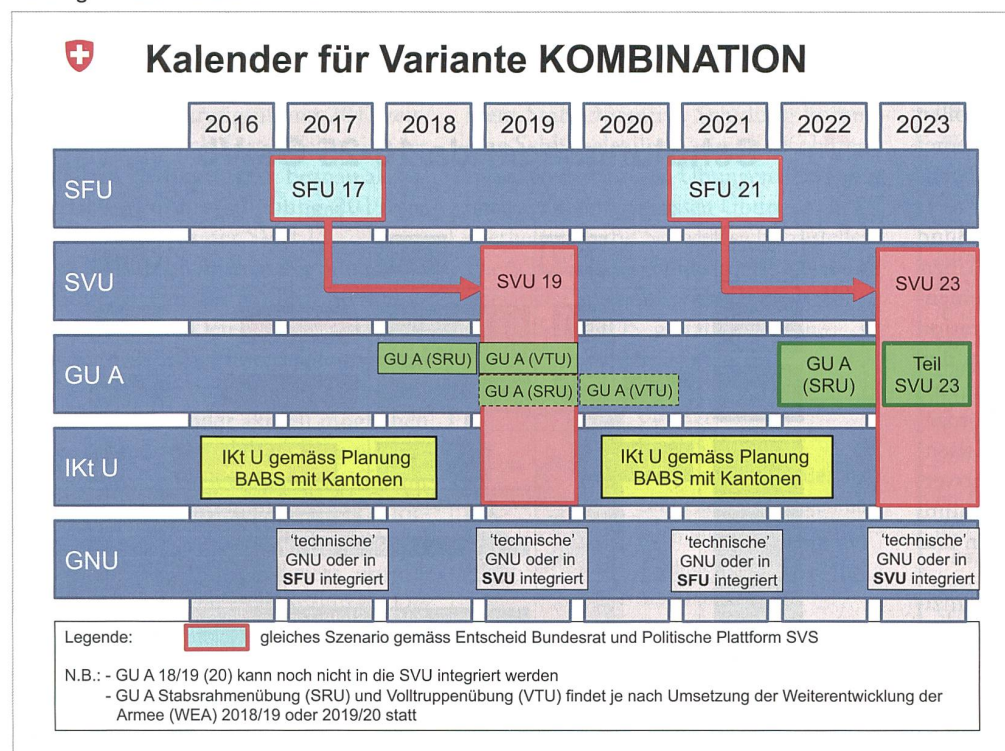 Kalender für Variante KOMBINATION
2016 2017 2018 2019 2020 2021 2022 2023
SFU
SFU 17
SFU 21
SVU
SVU 19
SVU 23
GU A
GU A (SRU)
GU A (VTU)
GU A (SRU)
GU A (VTU)
GU A
(SRU)
Teil
SVU 23
IKt U
IKt U gemäss Planung
BABS mit Kantonen
IKt U gemäss Planung
BABS mit Kantonen
GNU
'technische'
GNU oder in
SFU integriert
'technische'
GNU oder in
SVU integriert
'technische'
GNU oder in
SFU integriert
'technische'
GNU oder in
SVU integriert
Legende: gleiches Szenario gemäss Entscheid Bundesrat und Politische Plattform SVS
N.B.: - GU A 18/19 (20) kann noch nicht in die SVU integriert werden
- GU A Stabsrahmenübung (SRU) und Volltruppenübung (VTU) findet je nach Umsetzung der Weiterentwicklung der
Armee (WEA) 2018/19 oder 2019/20 statt